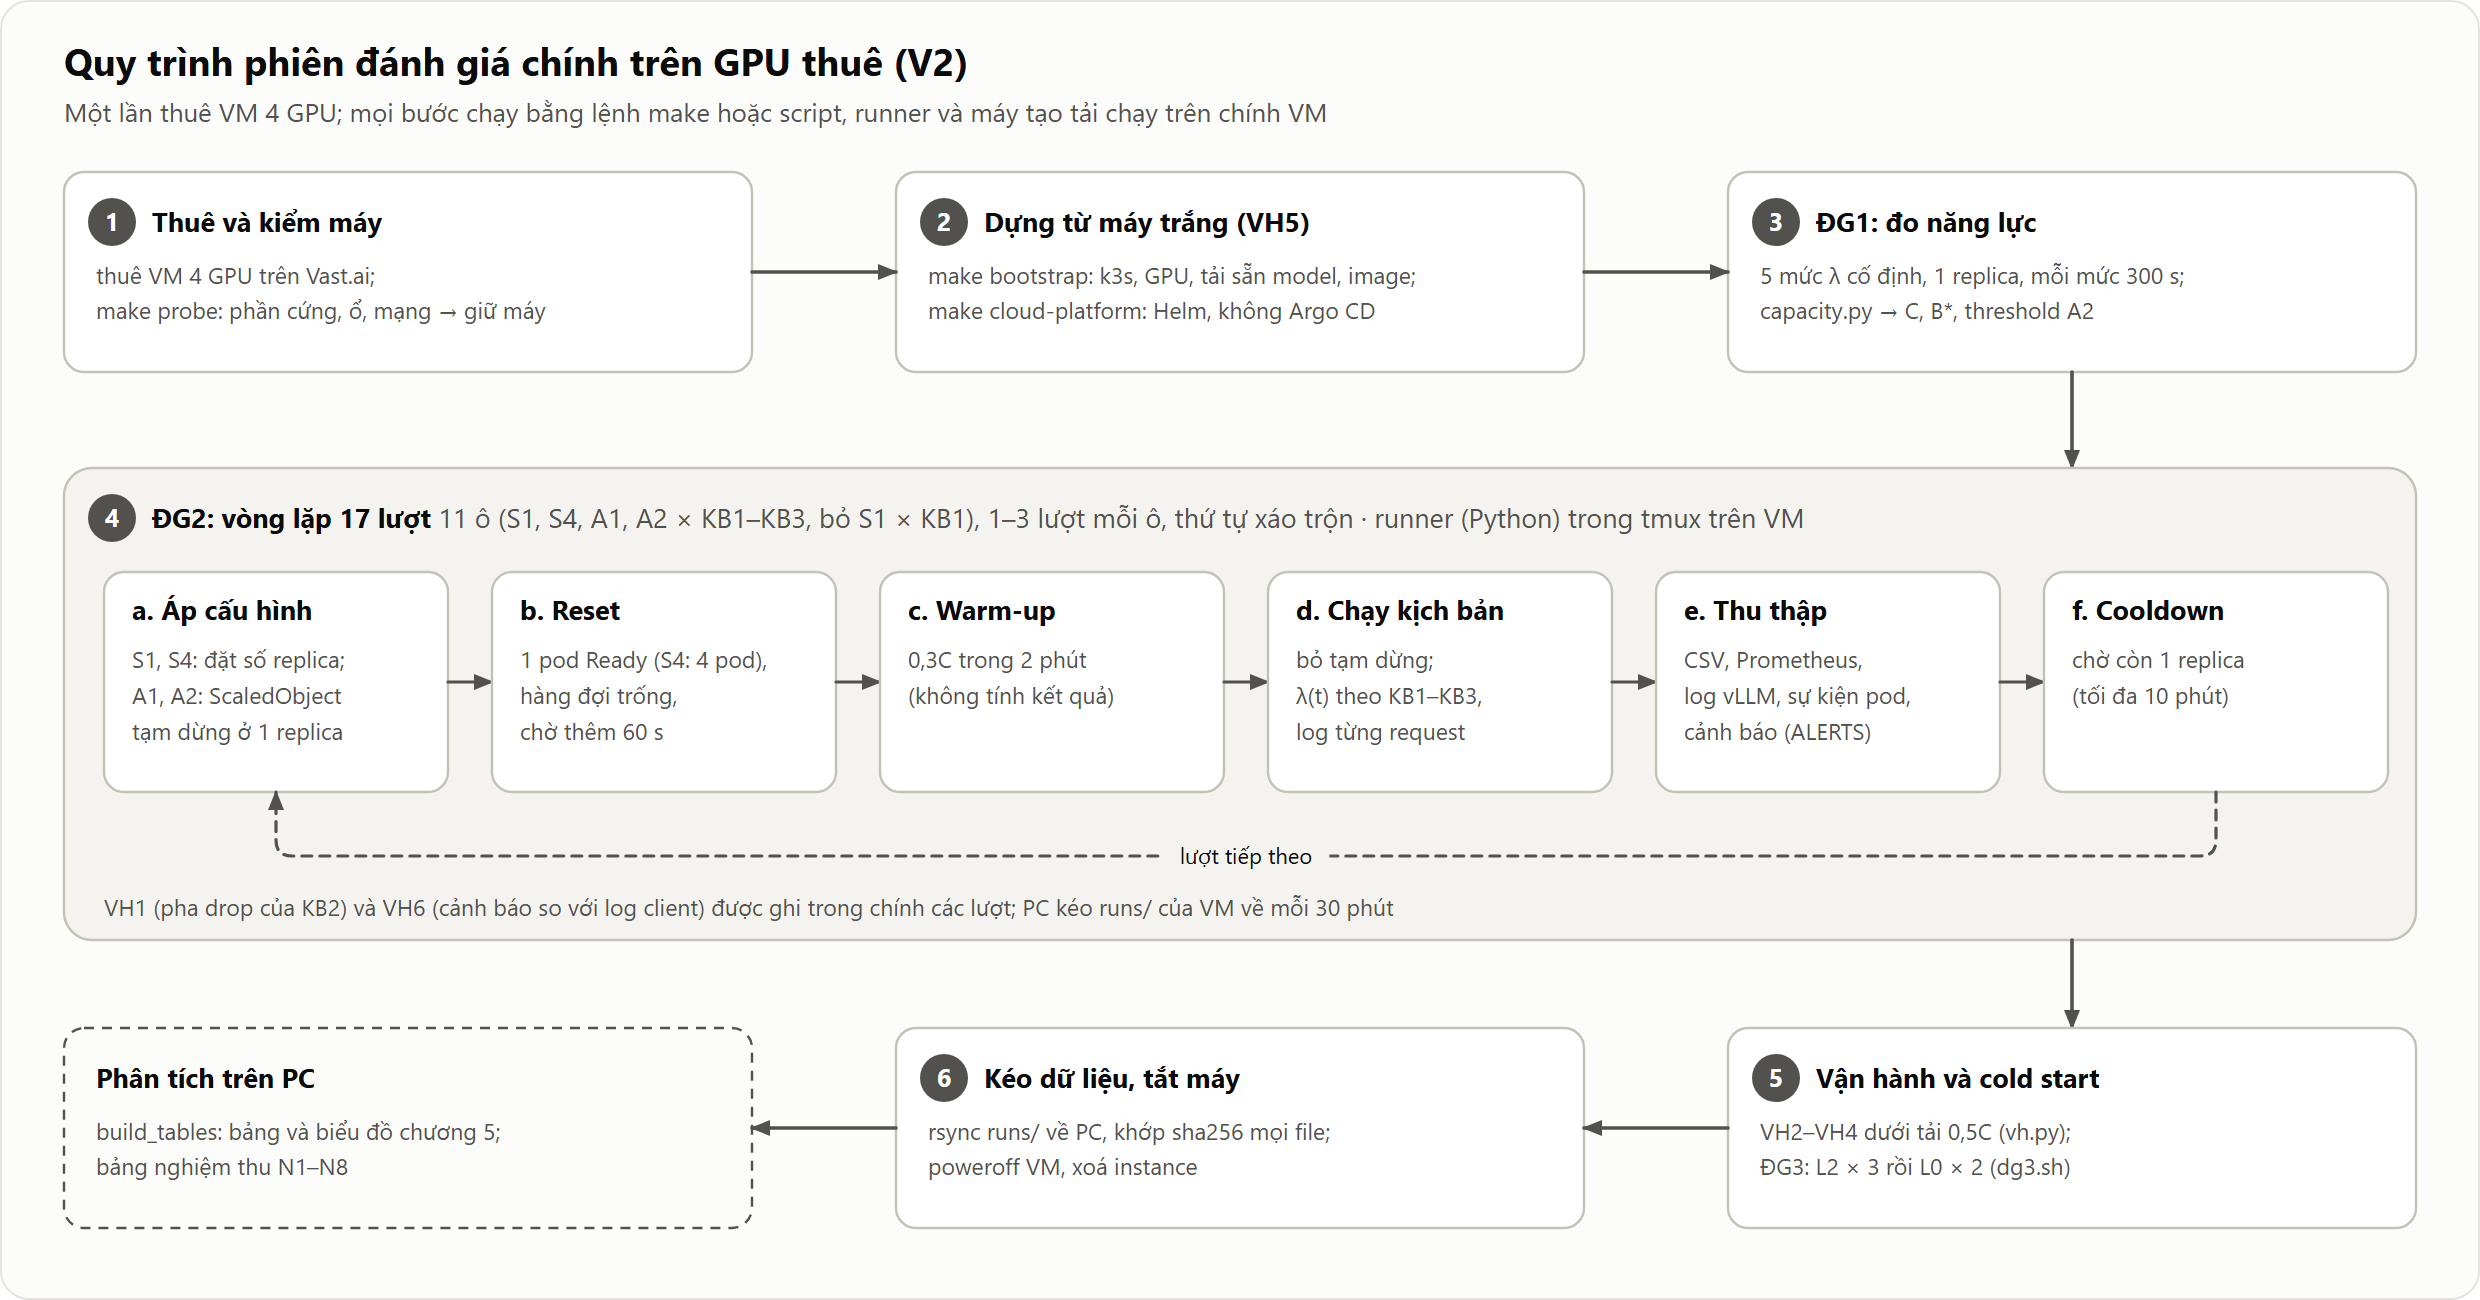 Quy trình phiên đánh giá chính trên GPU thuê (V2)
Một lần thuê VM 4 GPU; mọi bước chạy bằng lệnh make hoặc script, runner và máy tạo tải chạy trên chính VM
1 Thuê và kiểm máy
thuê VM 4 GPU trên Vast.ai;
make probe: phần cứng, ổ, mạng → giữ máy
2 Dựng từ máy trắng (VH5)
make bootstrap: k3s, GPU, tải sẵn model, image;
make cloud-platform: Helm, không Argo CD
3 ĐG1: đo năng lực
5 mức λ cố định, 1 replica, mỗi mức 300 s;
capacity.py → C, B*, threshold A2
4 ĐG2: vòng lặp 17 lượt 11 ô (S1, S4, A1, A2 × KB1–KB3, bỏ S1 × KB1), 1–3 lượt mỗi ô, thứ tự xáo trộn · runner (Python) trong tmux trên VM
a. Áp cấu hình
S1, S4: đặt số replica;
A1, A2: ScaledObject
tạm dừng ở 1 replica
b. Reset
1 pod Ready (S4: 4 pod),
hàng đợi trống,
chờ thêm 60 s
c. Warm-up
0,3C trong 2 phút
(không tính kết quả)
d. Chạy kịch bản
bỏ tạm dừng;
λ(t) theo KB1–KB3,
log từng request
e. Thu thập
CSV, Prometheus,
log vLLM, sự kiện pod,
cảnh báo (ALERTS)
f. Cooldown
chờ còn 1 replica
(tối đa 10 phút)
lượt tiếp theo
VH1 (pha drop của KB2) và VH6 (cảnh báo so với log client) được ghi trong chính các lượt; PC kéo runs/ của VM về mỗi 30 phút
Phân tích trên PC
build_tables: bảng và biểu đồ chương 5;
bảng nghiệm thu N1–N8
6 Kéo dữ liệu, tắt máy
rsync runs/ về PC, khớp sha256 mọi file;
poweroff VM, xoá instance
5 Vận hành và cold start
VH2–VH4 dưới tải 0,5C (vh.py);
ĐG3: L2 × 3 rồi L0 × 2 (dg3.sh)